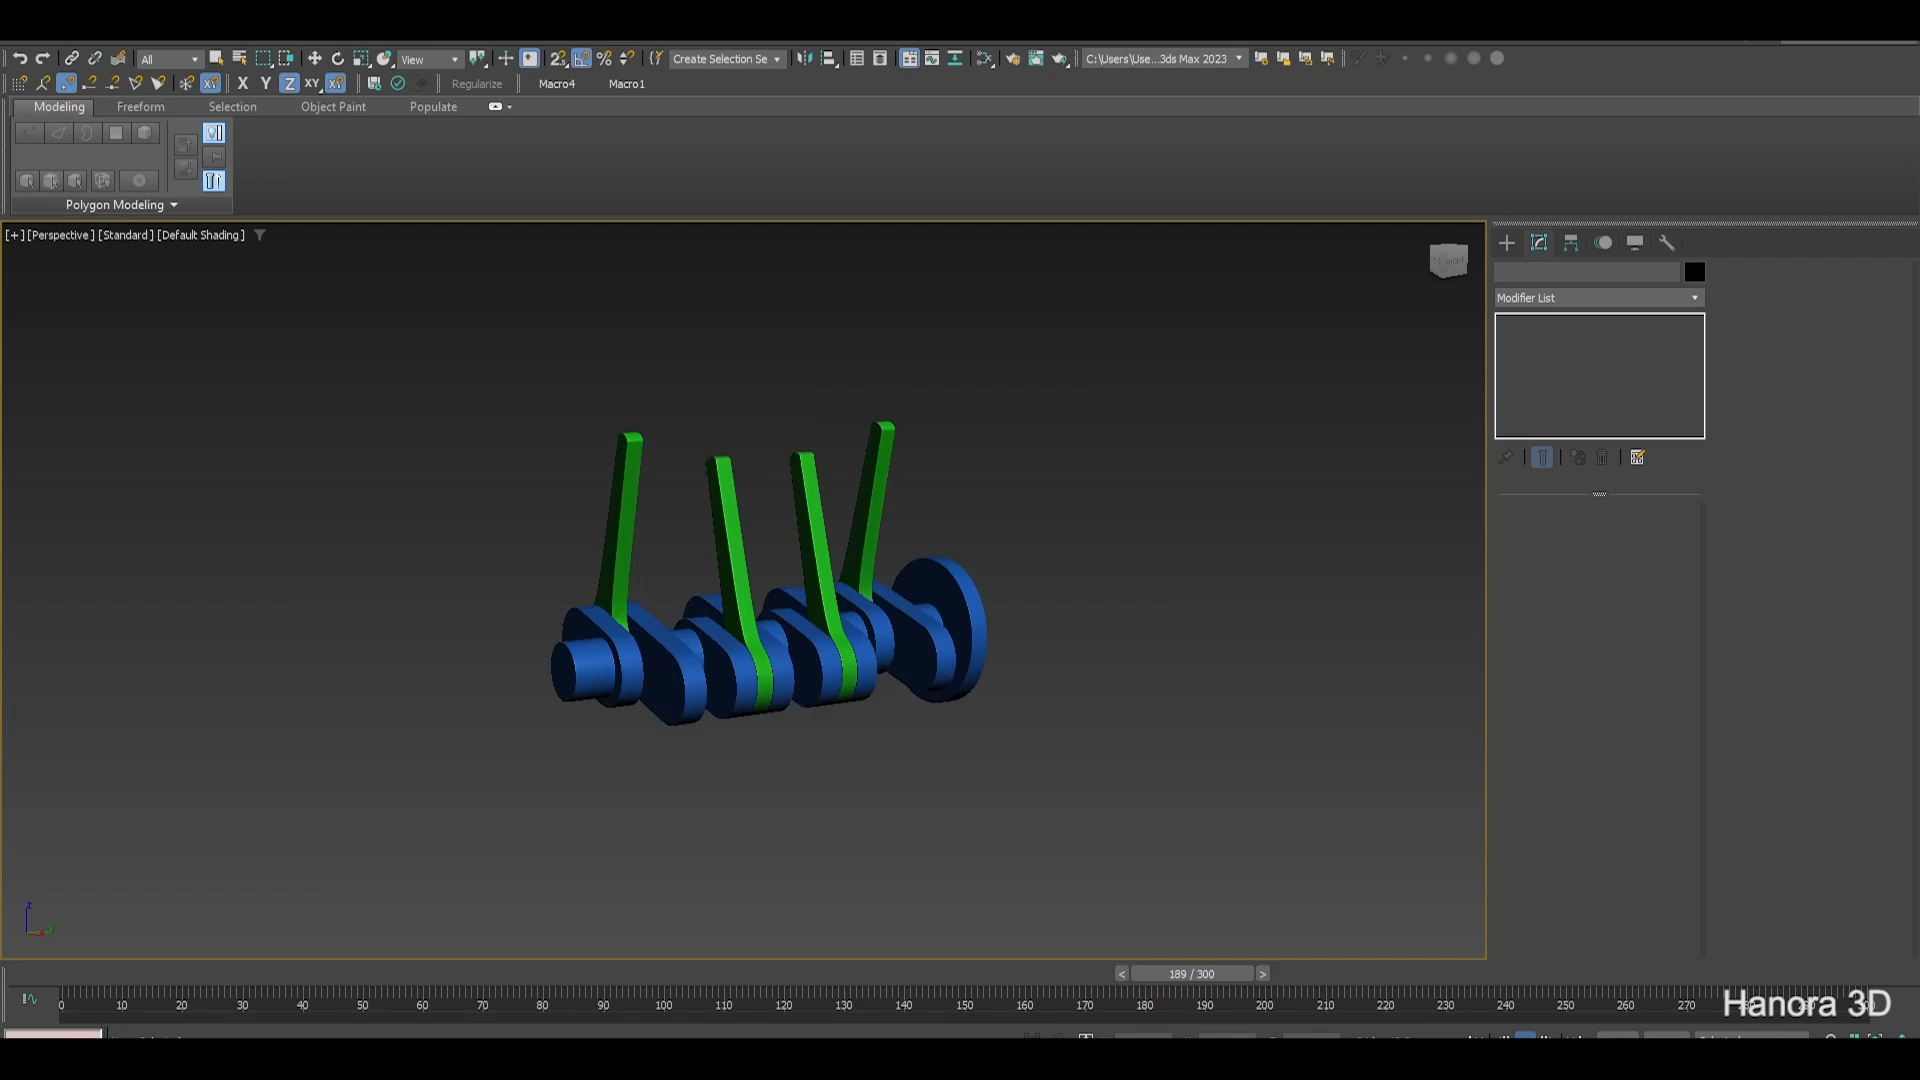 All
View
Create Selection Se
C:\Users\Use...3ds Max 2023
X Y Z XY
Regularize
Macro4
Macro1
Modeling
Freeform
Selection
Object Paint
Populate
Polygon Modeling
[+] [Perspective] [Standard] [Default Shading]
Modifier List
z
y
< 189 / 300 >
0 10 20 30 40 50 60 70 80 90 100 110 120 130 140 150 160 170 180 190 200 210 220 230 240 250 260 270
Hanora 3D